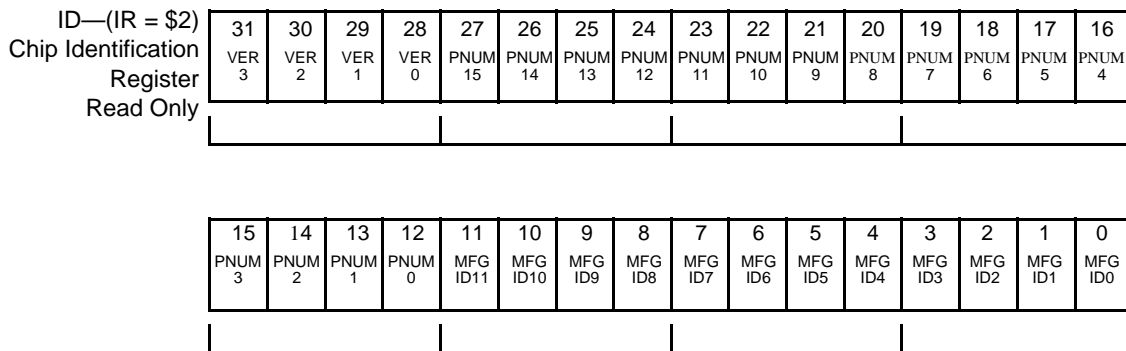 ID—(IR = $2)
Chip Identification
Register
Read Only
31 30 29 28 27 26 25 24 23 22 21 20 19 18 17 16
VER VER VER VER PNUM PNUM PNUM PNUM PNUM PNUM PNUM PNUM PNUM PNUM PNUM PNUM
3 2 1 0 15 14 13 12 11 10 9 8 7 6 5 4
15 14 13 12 11 10 9 8 7 6 5 4 3 2 1 0
PNUM PNUM PNUM PNUM MFG MFG MFG MFG MFG MFG MFG MFG MFG MFG MFG MFG
3 2 1 0 ID11 ID10 ID9 ID8 ID7 ID6 ID5 ID4 ID3 ID2 ID1 ID0